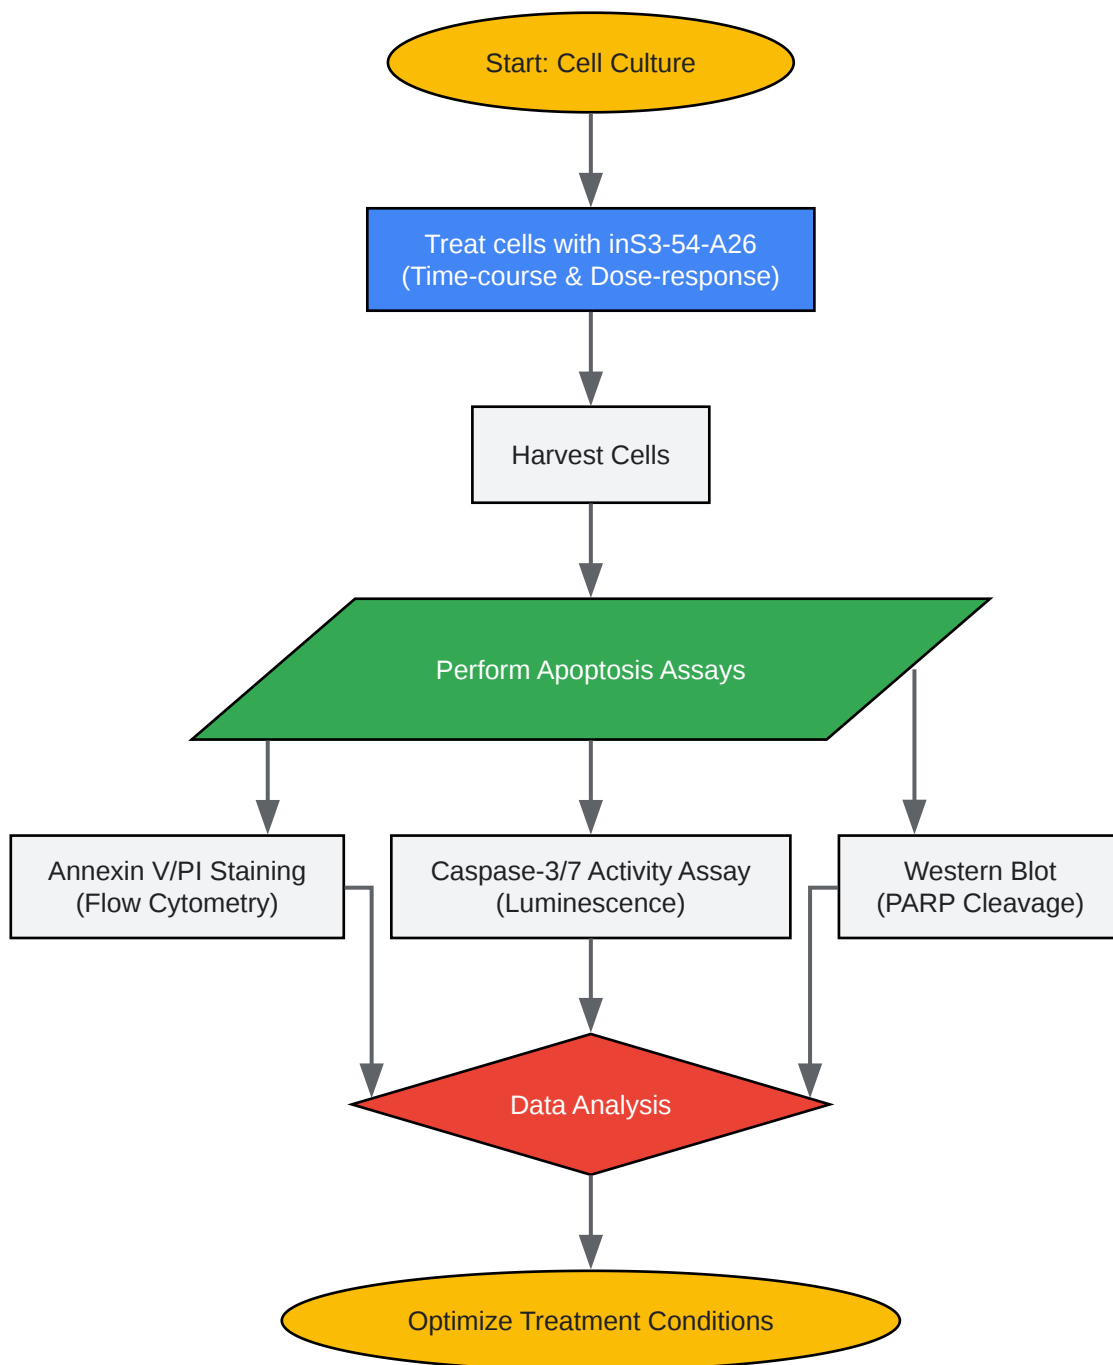 Start: Cell Culture
Treat cells with inS3-54-A26
(Time-course & Dose-response)
Harvest Cells
Perform Apoptosis Assays
Annexin V/PI Staining
(Flow Cytometry)
Caspase-3/7 Activity Assay
(Luminescence)
Western Blot
(PARP Cleavage)
Data Analysis
Optimize Treatment Conditions